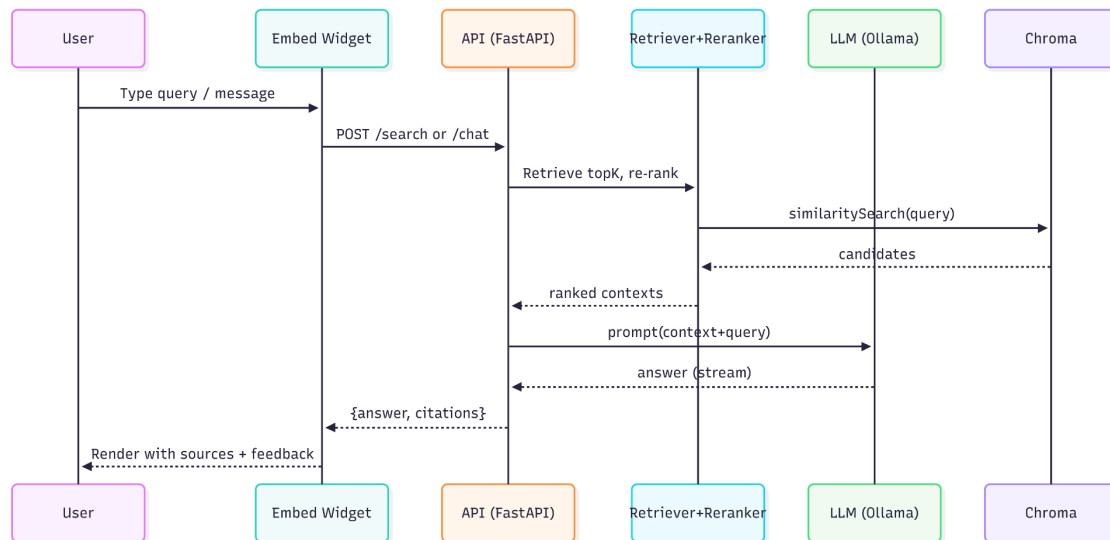 User
Embed Widget
API (FastAPI)
Retriever+Reranker
LLM (Ollama)
Chroma
Type query / message
POST /search or /chat
Retrieve topK, re-rank
similaritySearch(query)
candidates
ranked contexts
prompt(context+query)
answer (stream)
{answer, citations}
Render with sources + feedback
User
Embed Widget
API (FastAPI)
Retriever+Reranker
LLM (Ollama)
Chroma